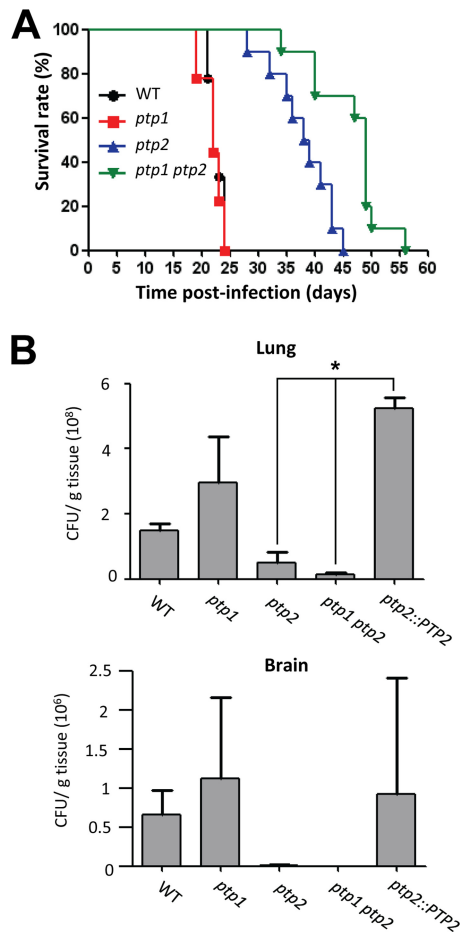 A
Survival rate (%)
100
80
60
40
20
0
WT
ptp1
ptp2
ptp1 ptp2
0 5 10 15 20 25 30 35 40 45 50 55 60
Time post-infection (days)
B
Lung
*
CFU/ g tissue (10⁸)
6
4
2
0
WT
ptp1
ptp2
ptp1 ptp2
ptp2::PTP2
Brain
CFU/ g tissue (10⁶)
2.5
2
1.5
1
0.5
0
WT
ptp1
ptp2
ptp1 ptp2
ptp2::PTP2